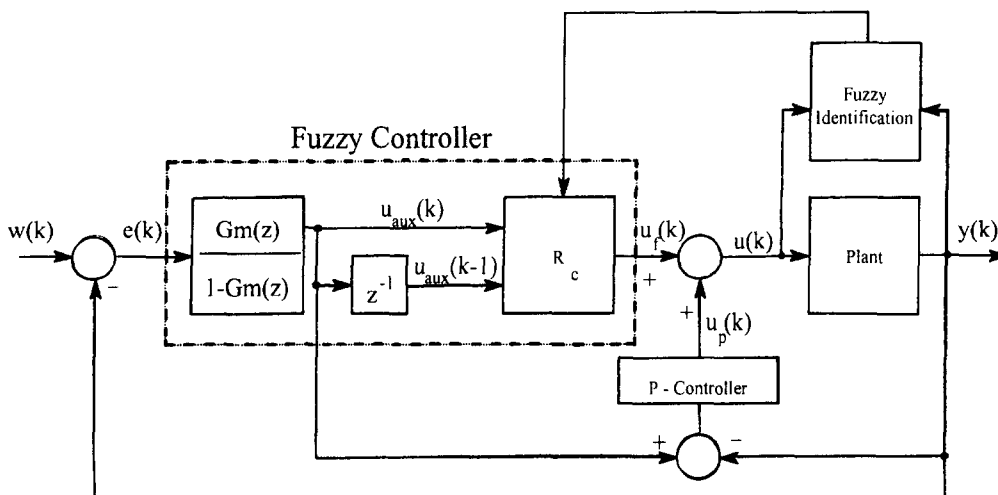 Fuzzy
Identification
Fuzzy Controller
w(k)
e(k)
Gm(z)
1-Gm(z)
u_aux(k)
z^-1
u_aux(k-1)
R_c
u_f(k)
+
u(k)
Plant
y(k)
−
+
u_p(k)
P - Controller
+
−